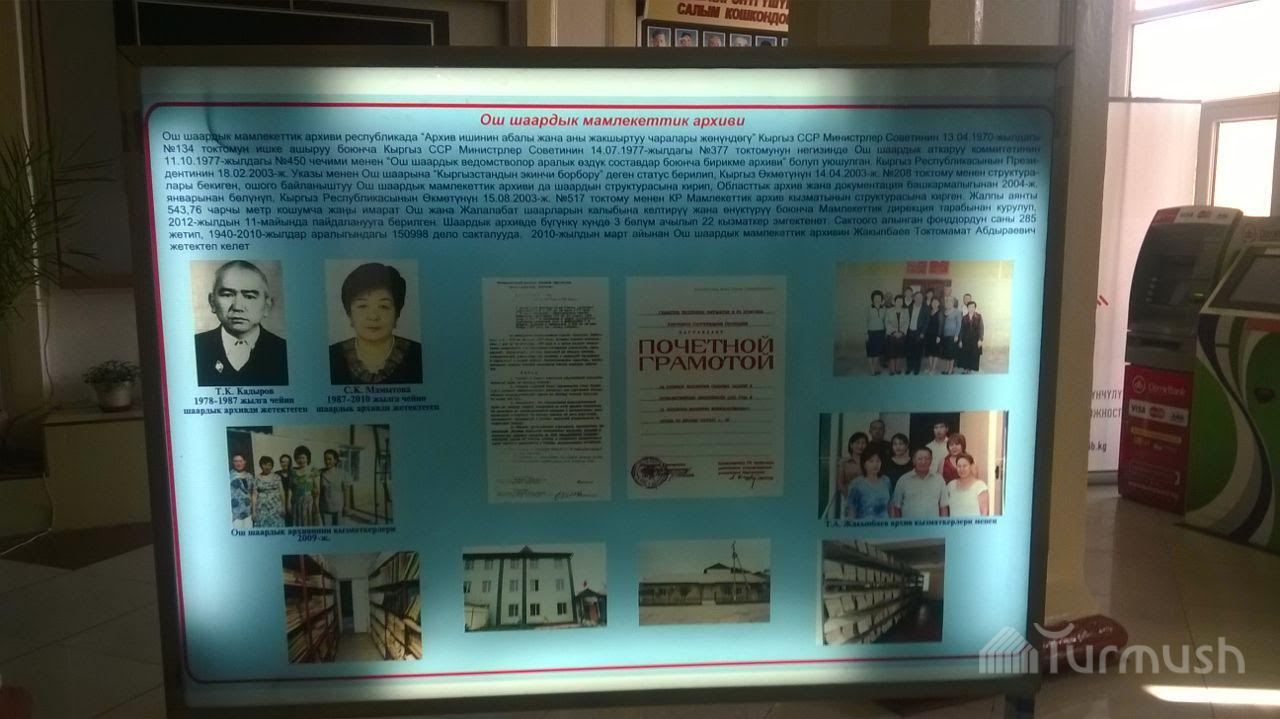 САЛЫМ КОШКОНДО
Ош шаардык мамлекеттик архиви
Ош шаардык мамлекеттик архиви республикада "Архив ишинин абалы жана аны жакшыртуу чаралары жөнүндөгү" Кыргыз ССР Министрлер Советинин 13.04.1970-жылдагы
№134 токтомун ишке ашыруу боюнча Кыргыз ССР Министрлер Советинин 14.07.1977-жылдагы №377 токтомунун негизинде Ош шаардык аткаруу коммитетинин
11.10.1977-жылдагы №450 чечими менен "Ош шаардык ведомстволор аралык өздүк составдар боюнча бирикме архиви" болуп уюшулган. Кыргыз Республикасынын Прези-
дентинин 18.02.2003-ж. Указы менен Ош шаарына "Кыргызстандын экинчи борбору" деген статус берилип, Кыргыз Өкмөтүнүн 14.04.2003-ж. №208 токтому менен структура-
лары бекиген, ошого байланыштуу Ош шаардык мамлекеттик архиви да шаардын структурасына кирип, Областтык архив жана документация башкармалыгынан 2004-ж.
январынан бөлүнүп, Кыргыз Республикасынын Өкмөтүнүн 15.08.2003-ж. №517 токтому менен КР Мамлекеттик архив кызматынын структурасына кирген. Жалпы аянты
543,76 чарчы метр кошумча жаңы имарат Ош жана Жалалабат шаарларын калыбына келтирүү жана өнүктүрүү боюнча Мамлекеттик дирекция тарабынан курулуп,
2012-жылдын 11-майында пайдаланууга берилген. Шаардык архивде бүгүнкү күндө 3 бөлүм ачылып 22 кызматкер эмгектенет. Сактоого алынган фонддордун саны 285
жетип, 1940-2010-жылдар аралыгындагы 150998 дело сакталууда. 2010-жылдын март айынан Ош шаардык мамлекеттик архивин Жакыпбаев Токтомамат Абдыраевич
жетектеп келет
Т.К. Кадыров
1978-1987 жылга чейин
шаардык архивди жетектеген
С.К. Мамытова
1987-2010 жылга чейин
шаардык архивди жетектеген
НАГРАЖДАЕТ
ПОЧЕТНОЙ
ГРАМОТОЙ
Ош шаардык архивинин кызматкерлери
2009-ж.
Т.А. Жакыпбаев архив кызматкерлери менен
DemirBank
VISA
Turmush